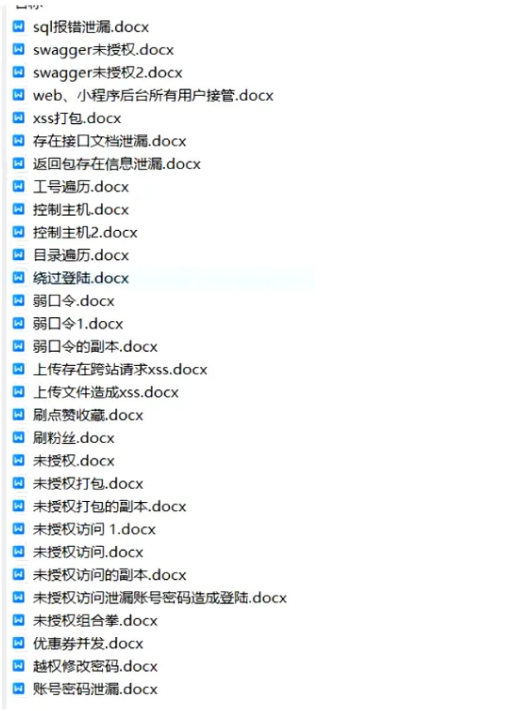 sql报错泄漏.docx
swagger未授权.docx
swagger未授权2.docx
web、小程序后台所有用户接管.docx
xss打包.docx
存在接口文档泄漏.docx
返回包存在信息泄漏.docx
工号遍历.docx
控制主机.docx
控制主机2.docx
目录遍历.docx
绕过登陆.docx
弱口令.docx
弱口令1.docx
弱口令的副本.docx
上传存在跨站请求xss.docx
上传文件造成xss.docx
刷点赞收藏.docx
刷粉丝.docx
未授权.docx
未授权打包.docx
未授权打包的副本.docx
未授权访问 1.docx
未授权访问.docx
未授权访问的副本.docx
未授权访问泄漏账号密码造成登陆.docx
未授权组合拳.docx
优惠券并发.docx
越权修改密码.docx
账号密码泄漏.docx